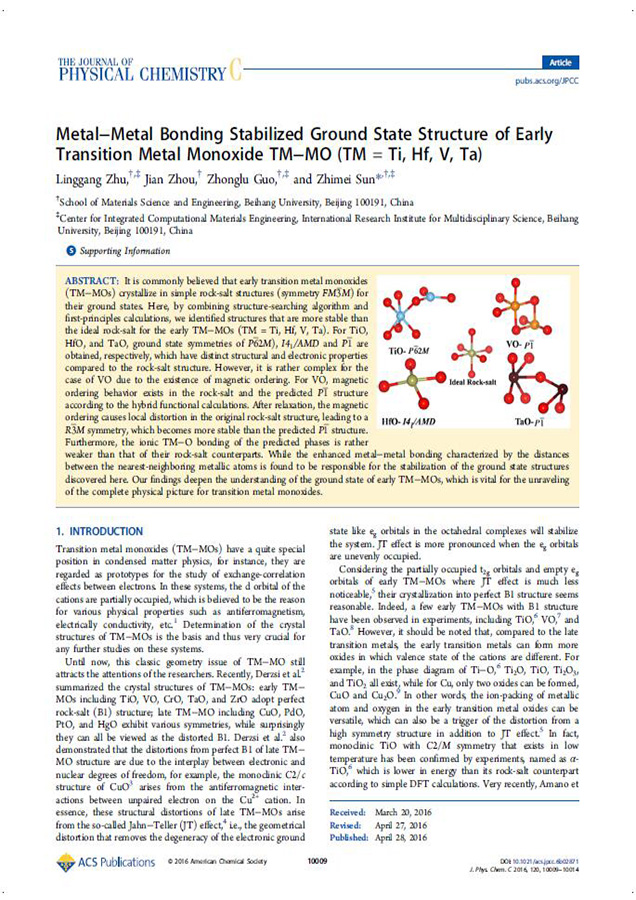 THE JOURNAL OF
PHYSICAL CHEMISTRY C
Article
pubs.acs.org/JPCC
Metal−Metal Bonding Stabilized Ground State Structure of Early
Transition Metal Monoxide TM−MO (TM = Ti, Hf, V, Ta)
Linggang Zhu,†,‡ Jian Zhou,† Zhonglu Guo,†,‡ and Zhimei Sun*,†,‡
†School of Materials Science and Engineering, Beihang University, Beijing 100191, China
‡Center for Integrated Computational Materials Engineering, International Research Institute for Multidisciplinary Science, Beihang
University, Beijing 100191, China
S Supporting Information
ABSTRACT: It is commonly believed that early transition metal monoxides
(TM−MOs) crystallize in simple rock-salt structures (symmetry FM3̅M) for
their ground states. Here, by combining structure-searching algorithm and
first-principles calculations, we identified structures that are more stable than
the ideal rock-salt for the early TM−MOs (TM = Ti, Hf, V, Ta). For TiO,
HfO, and TaO, ground state symmetries of P6̅2M), I4₁/AMD and P1̅ are
obtained, respectively, which have distinct structural and electronic properties
compared to the rock-salt structure. However, it is rather complex for the
case of VO due to the existence of magnetic ordering. For VO, magnetic
ordering behavior exists in the rock-salt and the predicted P1̅ structure
according to the hybrid functional calculations. After relaxation, the magnetic
ordering causes local distortion in the original rock-salt structure, leading to a
R3̅M symmetry, which becomes more stable than the predicted P1̅ structure.
Furthermore, the ionic TM−O bonding of the predicted phases is rather
weaker than that of their rock-salt counterparts. While the enhanced metal−metal bonding characterized by the distances
between the nearest-neighboring metallic atoms is found to be responsible for the stabilization of the ground state structures
discovered here. Our findings deepen the understanding of the ground state of early TM−MOs, which is vital for the unraveling
of the complete physical picture for transition metal monoxides.
TiO- P6̅2M
VO- P1̅
Ideal Rock-salt
HfO- I4₁/AMD
TaO-P1̅
1. INTRODUCTION
Transition metal monoxides (TM−MOs) have a quite special
position in condensed matter physics, for instance, they are
regarded as prototypes for the study of exchange-correlation
effects between electrons. In these systems, the d orbital of the
cations are partially occupied, which is believed to be the reason
for various physical properties such as antiferromagnetism,
electrically conductivity, etc.¹ Determination of the crystal
structures of TM−MOs is the basis and thus very crucial for
any further studies on these systems.
Until now, this classic geometry issue of TM−MO still
attracts the attentions of the researchers. Recently, Derzsi et al.²
summarized the crystal structures of TM−MOs: early TM−
MOs including TiO, VO, CrO, TaO, and ZrO adopt perfect
rock-salt (B1) structure; late TM−MO including CuO, PdO,
PtO, and HgO exhibit various symmetries, while surprisingly
they can all be viewed as the distorted B1. Derzsi et al.² also
demonstrated that the distortions from perfect B1 of late TM−
MO structure are due to the interplay between electronic and
nuclear degrees of freedom, for example, the monoclinic C2/c
structure of CuO³ arises from the antiferromagnetic inter-
actions between unpaired electron on the Cu²⁺ cation. In
essence, these structural distortions of late TM−MOs arise
from the so-called Jahn−Teller (JT) effect,⁴ i.e., the geometrical
distortion that removes the degeneracy of the electronic ground
state like e_g orbitals in the octahedral complexes will stabilize
the system. JT effect is more pronounced when the e_g orbitals
are unevenly occupied.
Considering the partially occupied t₂g orbitals and empty e_g
orbitals of early TM−MOs where JT effect is much less
noticeable,⁵ their crystallization into perfect B1 structure seems
reasonable. Indeed, a few early TM−MOs with B1 structure
have been observed in experiments, including TiO,⁶ VO,⁷ and
TaO.⁸ However, it should be noted that, compared to the late
transition metals, the early transition metals can form more
oxides in which valence state of the cations are different. For
example, in the phase diagram of Ti−O,⁶ Ti₂O, TiO, Ti₂O₃,
and TiO₂ all exist, while for Cu, only two oxides can be formed,
CuO and Cu₂O.⁹ In other words, the ion-packing of metallic
atom and oxygen in the early transition metal oxides can be
versatile, which can also be a trigger of the distortion from a
high symmetry structure in addition to JT effect.⁵ In fact,
monoclinic TiO with C2/M symmetry that exists in low
temperature has been confirmed by experiments, named as α-
TiO,⁶ which is lower in energy than its rock-salt counterpart
according to simple DFT calculations. Very recently, Amano et
Received: March 20, 2016
Revised: April 27, 2016
Published: April 28, 2016
ACS Publications
© 2016 American Chemical Society
10009
DOI: 10.1021/acs.jpcc.6b02871
J. Phys. Chem. C 2016, 120, 10009−10014